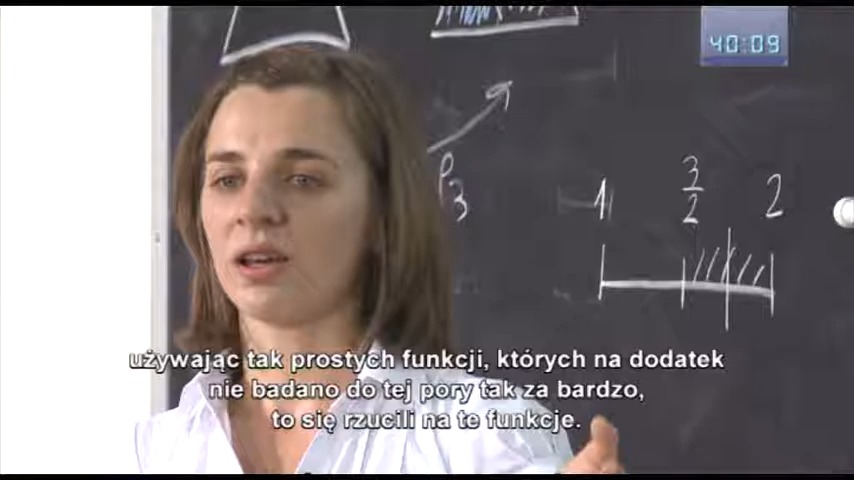 40:09
P3
1 3/2 2
używając tak prostych funkcji, których na dodatek
nie badano do tej pory tak za bardzo,
to się rzucili na te funkcje.